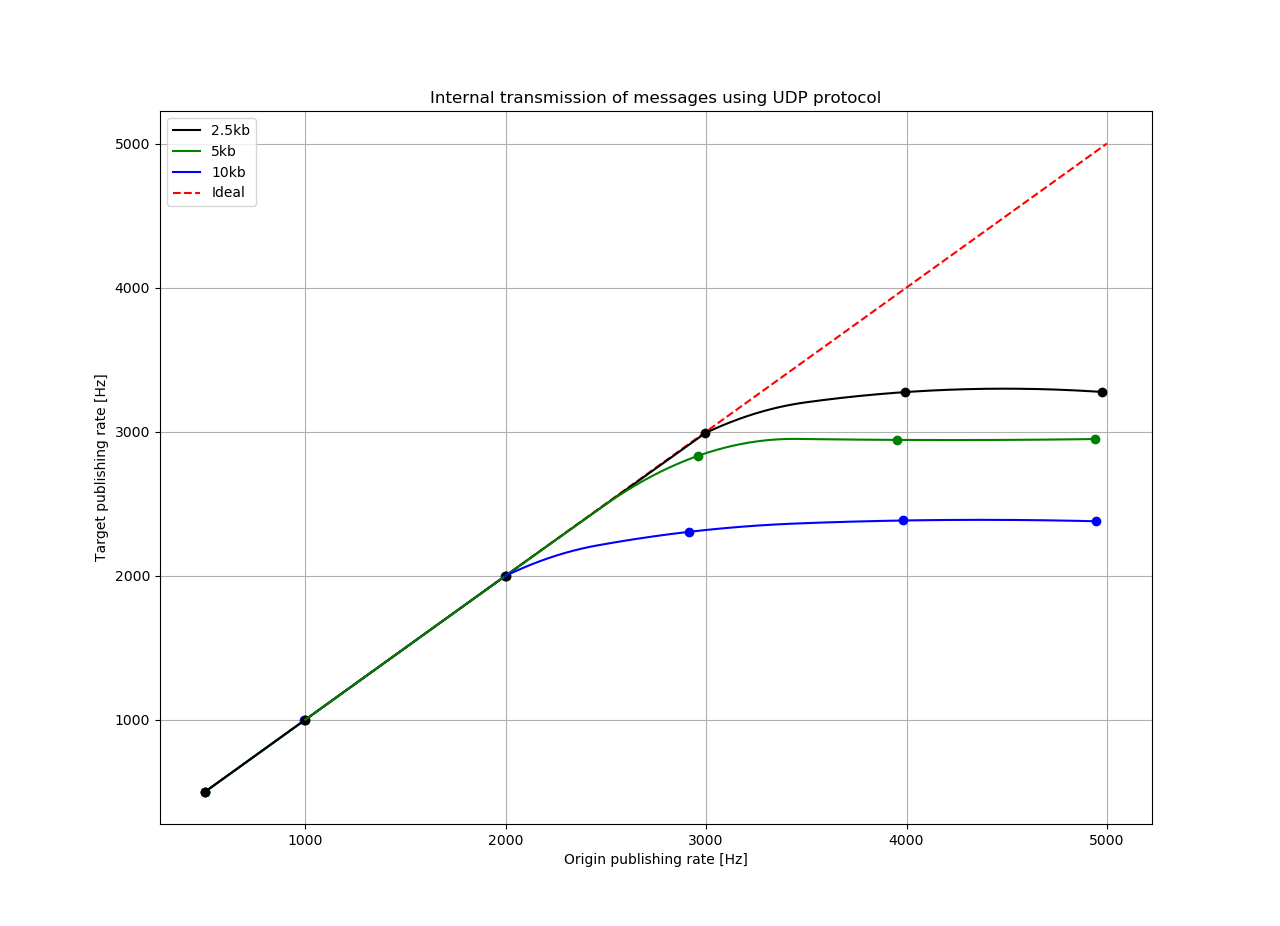 Internal transmission of messages using UDP protocol
2.5kb
5kb
10kb
Ideal
5000
4000
3000
2000
1000
Target publishing rate [Hz]
1000 2000 3000 4000 5000
Origin publishing rate [Hz]